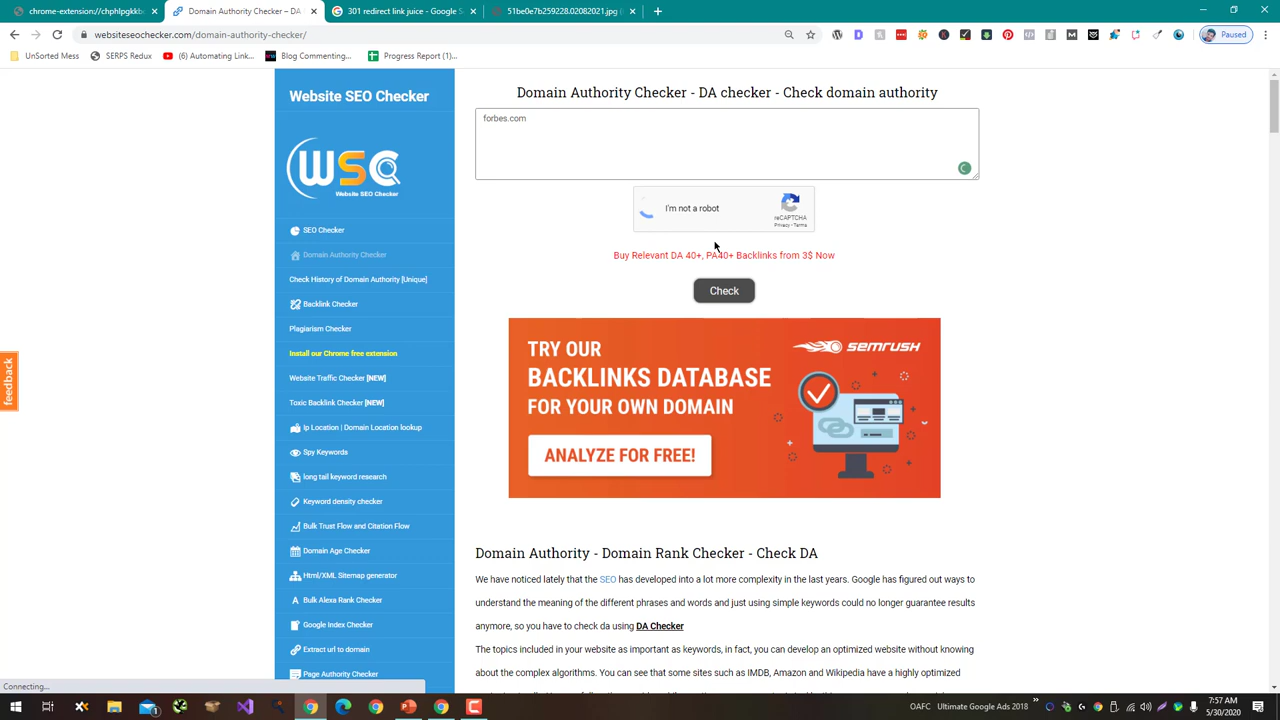 chrome-extension://chphlpgkkbc
Domain Authority Checker - DA
301 redirect link juice - Google S
51be0e7b259228.02082021.jpg (
websiteseochecker.com/domain-authority-checker/
Paused
UnSorted Mess
SERPS Redux
(6) Automating Link...
Blog Commenting...
Progress Report(1)...
Website SEO Checker
WSC
Website SEO Checker
SEO Checker
Domain Authority Checker
Check History of Domain Authority [Unique]
Backlink Checker
Plagiarism Checker
Install our Chrome free extension
Website Traffic Checker [NEW]
Toxic Backlink Checker [NEW]
Ip Location | Domain Location lookup
Spy Keywords
long tail keyword research
Keyword density checker
Bulk Trust Flow and Citation Flow
Domain Age Checker
Html/XML Sitemap generator
Bulk Alexa Rank Checker
Google Index Checker
Extract url to domain
Page Authority Checker
feedback
Domain Authority Checker - DA checker - Check domain authority
forbes.com
I'm not a robot
reCAPTCHA
Privacy - Terms
Buy Relevant DA 40+, PA40+ Backlinks from 3$ Now
Check
TRY OUR
BACKLINKS DATABASE
FOR YOUR OWN DOMAIN
ANALYZE FOR FREE!
SEMRUSH
Domain Authority - Domain Rank Checker - Check DA
We have noticed lately that the SEO has developed into a lot more complexity in the last years. Google has figured out ways to
understand the meaning of the different phrases and words and just using simple keywords could no longer guarantee results
anymore, so you have to check da using DA Checker
The topics included in your website as important as keywords, in fact, you can develop an optimized website without knowing
about the complex algorithms. You can see that some sites such as IMDB, Amazon and Wikipedia have a highly optimized
Connecting...
OAFC
Ultimate Google Ads 2018
7:57 AM
5/30/2020